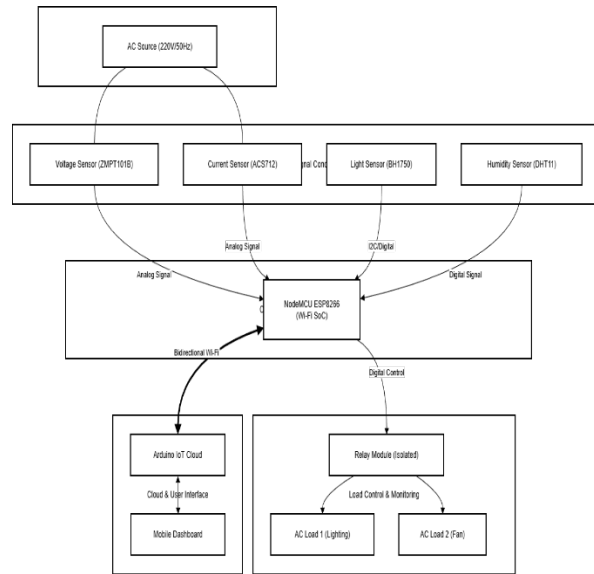 AC Source (220V/50Hz)
Voltage Sensor (ZMPT101B)
Current Sensor (ACS712)
gnal Conc
Light Sensor (BH1750)
Humidity Sensor (DHT11)
Analog Signal
I2C/Digital
Analog Signal
Digital Signal
NodeMCU ESP8266
(Wi-Fi SoC)
Bidirectional Wi-Fi
Digital Control
Arduino IoT Cloud
Relay Module (Isolated)
Cloud & User Interface
Load Control & Monitoring
Mobile Dashboard
AC Load 1 (Lighting)
AC Load 2 (Fan)